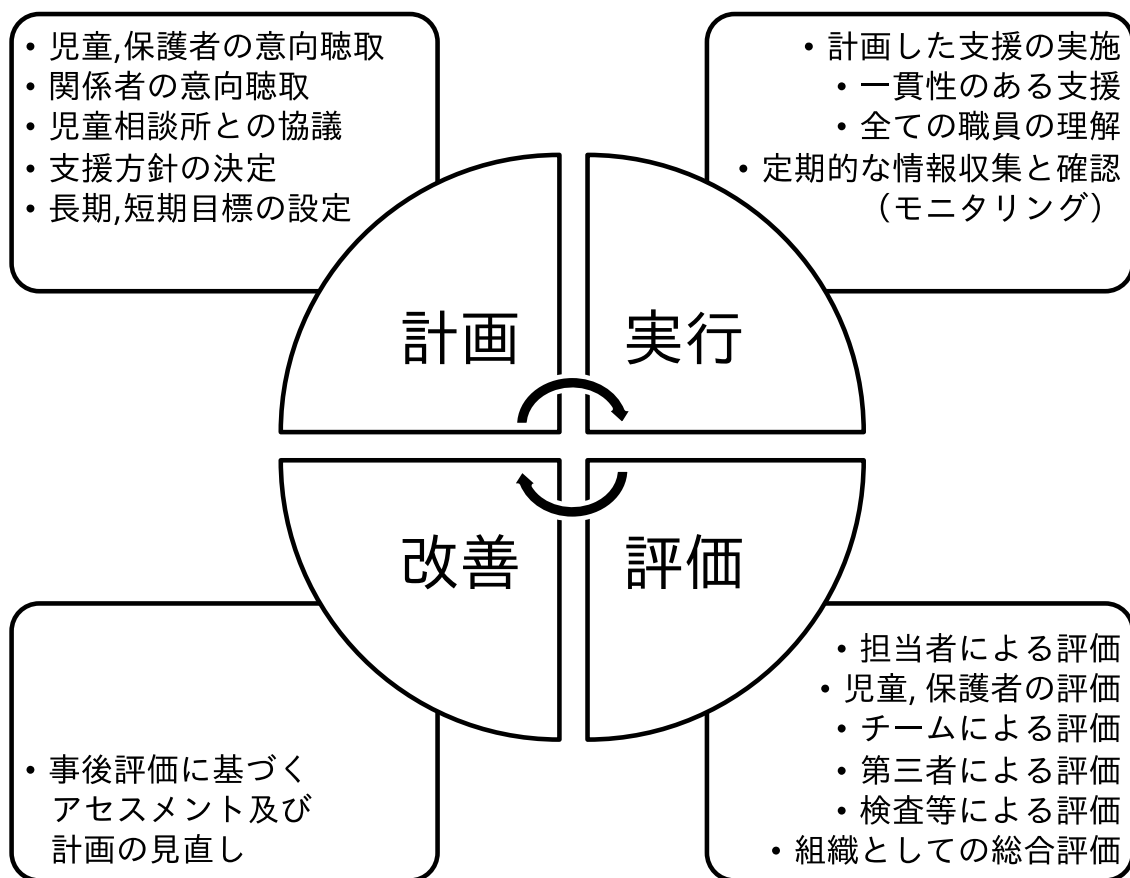 ・児童,保護者の意向聴取
・関係者の意向聴取
・児童相談所との協議
・支援方針の決定
・長期,短期目標の設定
・計画した支援の実施
・一貫性のある支援
・全ての職員の理解
・定期的な情報収集と確認
（モニタリング）
計画
実行
改善
評価
・事後評価に基づく
アセスメント及び
計画の見直し
・担当者による評価
・児童, 保護者の評価
・チームによる評価
・第三者による評価
・検査等による評価
・組織としての総合評価